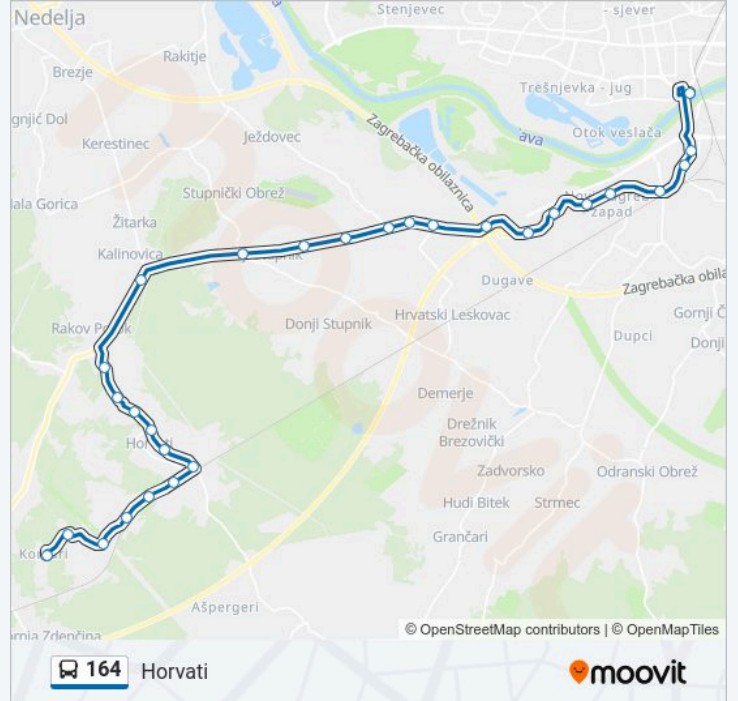 Stenjevec
- sjever
Nedelja
Rakitje
Brezje
Trešnjevka - jug
gnjić Dol
Zagrebačka obilaznica
ava
Otok veslača
Kerestinec
Ježdovec
Stupnički Obrež
zapad
Žitarka
Kalinovica
Dugave
Zagrebačka obila
Donji Stupnik
Hrvatski Leskovac
Gornji Č
Rakov Potok
Dupci
Donji
Demerje
Drežnik
Brezovički
Zadvorsko
Odranski Obrež
Hudi Bitek
Strmec
Grančari
Ašpergeri
© OpenStreetMap contributors | © OpenMapTiles
164 Horvati
moovit